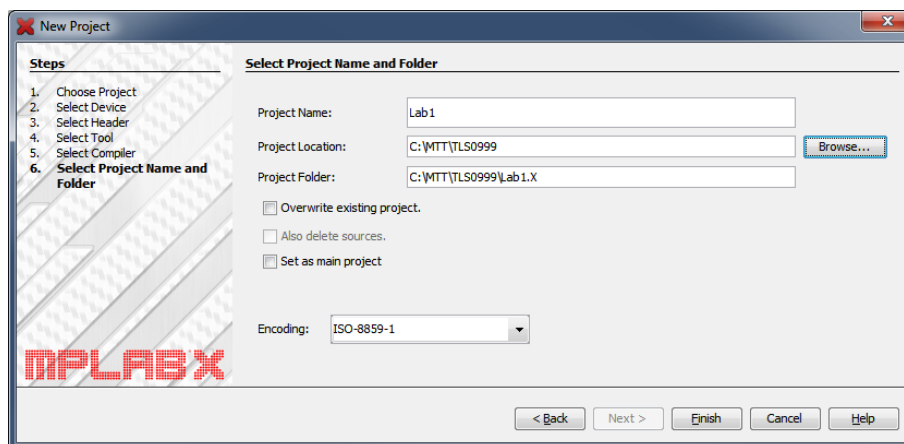 New Project
Steps
1. Choose Project
2. Select Device
3. Select Header
4. Select Tool
5. Select Compiler
6. Select Project Name and
Folder
MPLAB X
Select Project Name and Folder
Project Name: Lab1
Project Location: C:\MTT\TLS0999 Browse...
Project Folder: C:\MTT\TLS0999\Lab1.X
Overwrite existing project.
Also delete sources.
Set as main project
Encoding: ISO-8859-1
< Back Next > Finish Cancel Help